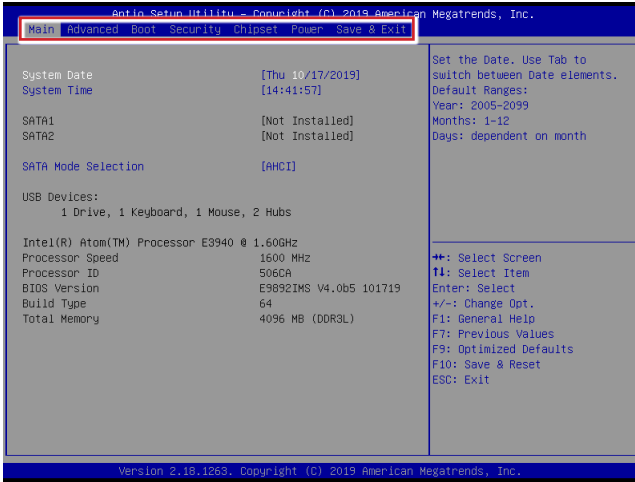 Aptio Setup Utility – Copyright (C) 2019 American Megatrends, Inc.
Main Advanced Boot Security Chipset Power Save & Exit
System Date [Thu 10/17/2019]
System Time [14:41:57]
SATA1 [Not Installed]
SATA2 [Not Installed]
SATA Mode Selection [AHCI]
USB Devices:
1 Drive, 1 Keyboard, 1 Mouse, 2 Hubs
Intel(R) Atom(TM) Processor E3940 @ 1.60GHz
Processor Speed 1600 MHz
Processor ID 506CA
BIOS Version E9892IMS V4.0b5 101719
Build Type 64
Total Memory 4096 MB (DDR3L)
Set the Date. Use Tab to
switch between Date elements.
Default Ranges:
Year: 2005-2099
Months: 1-12
Days: dependent on month
→←: Select Screen
↑↓: Select Item
Enter: Select
+/-: Change Opt.
F1: General Help
F7: Previous Values
F9: Optimized Defaults
F10: Save & Reset
ESC: Exit
Version 2.18.1263. Copyright (C) 2019 American Megatrends, Inc.